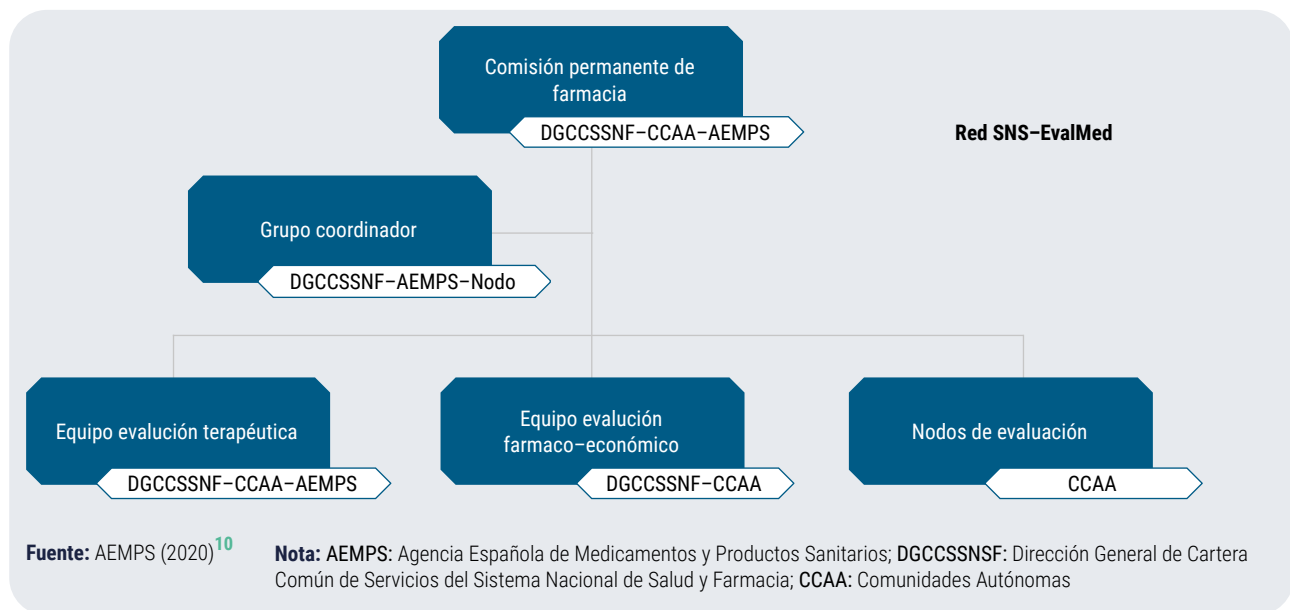 Comisión permanente de
farmacia
DGCCSSNF–CCAA–AEMPS
Red SNS–EvalMed
Grupo coordinador
DGCCSSNF–AEMPS–Nodo
Equipo evalución terapéutica
DGCCSSNF–CCAA–AEMPS
Equipo evalución
farmaco–económico
DGCCSSNF–CCAA
Nodos de evaluación
CCAA
Fuente: AEMPS (2020)10
Nota: AEMPS: Agencia Española de Medicamentos y Productos Sanitarios; DGCCSSNSF: Dirección General de Cartera
Común de Servicios del Sistema Nacional de Salud y Farmacia; CCAA: Comunidades Autónomas